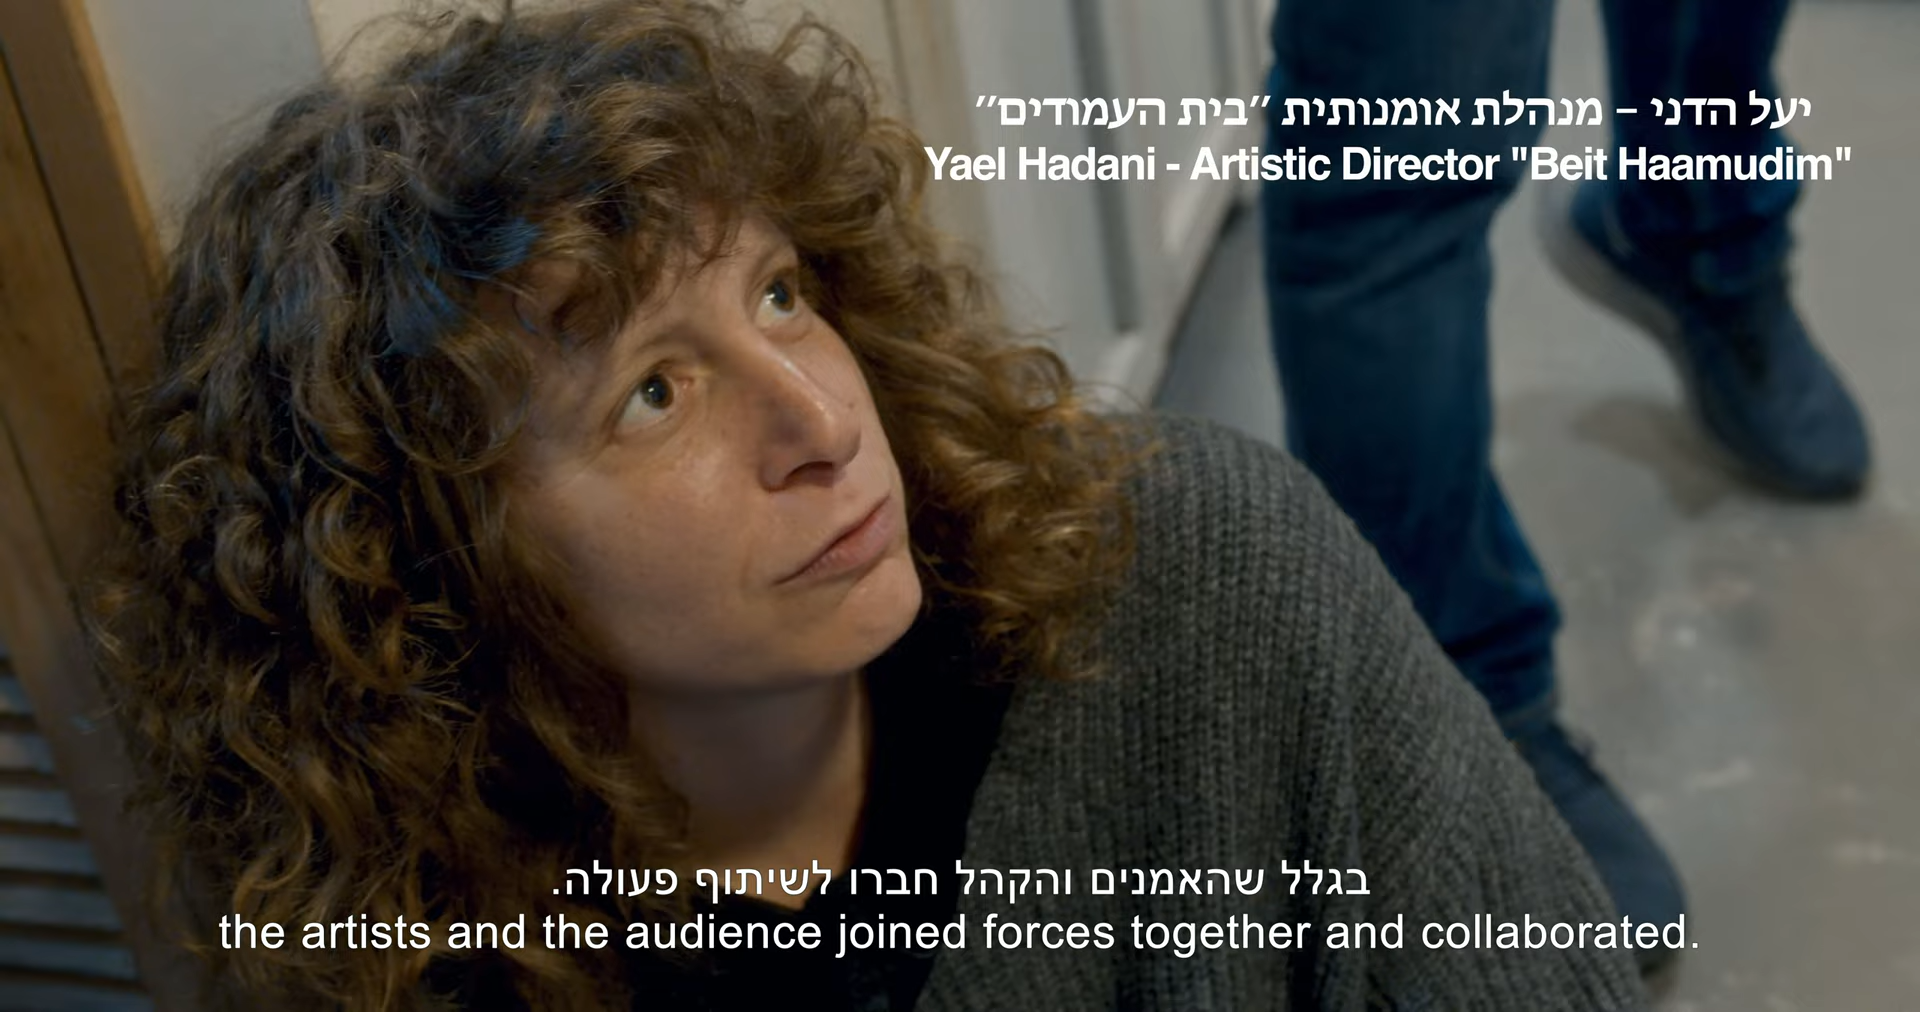 יעל הדני – מנהלת אומנותית ״בית העמודים״
Yael Hadani - Artistic Director "Beit Haamudim"
בגלל שהאמנים והקהל חברו לשיתוף פעולה.
the artists and the audience joined forces together and collaborated.